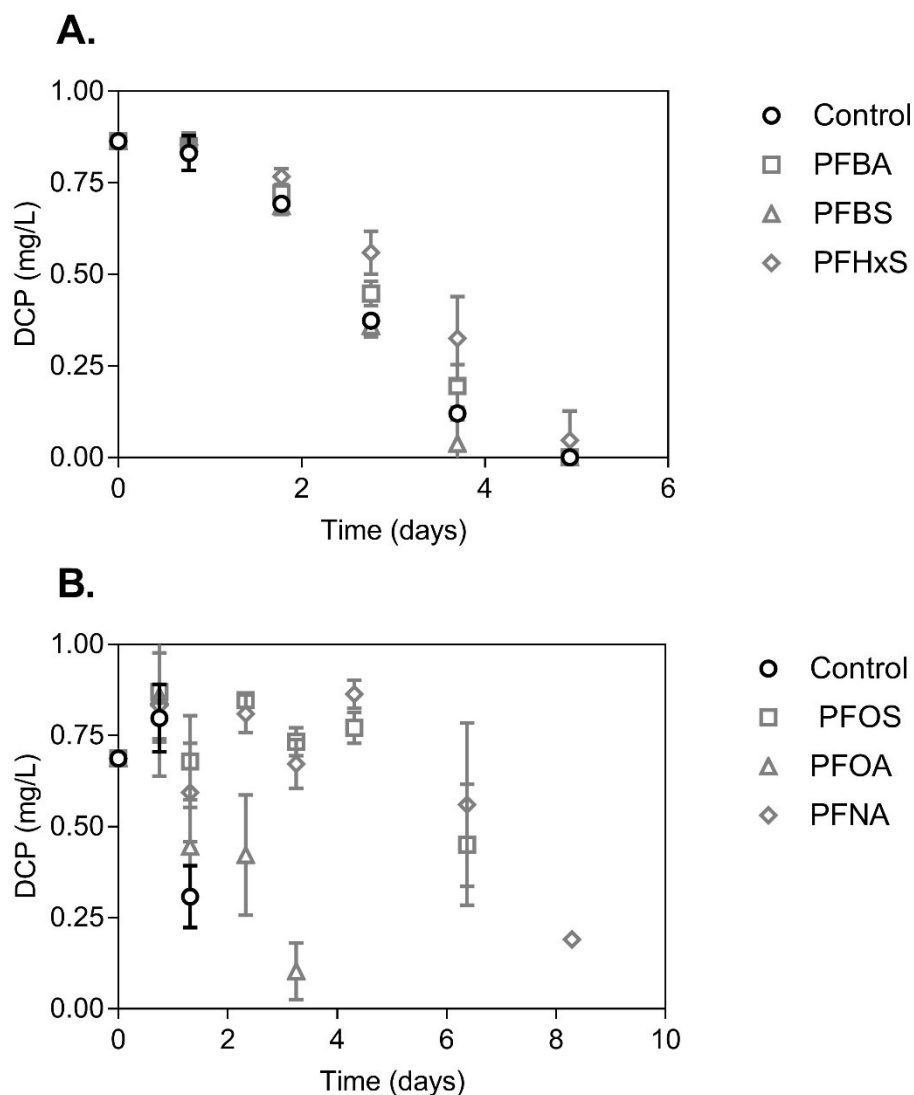 A.
1.00
0.75
0.50
0.25
0.00
DCP (mg/L)
0 2 4 6
Time (days)
Control
PFBA
PFBS
PFHxS
B.
1.00
0.75
0.50
0.25
0.00
DCP (mg/L)
0 2 4 6 8 10
Time (days)
Control
PFOS
PFOA
PFNA